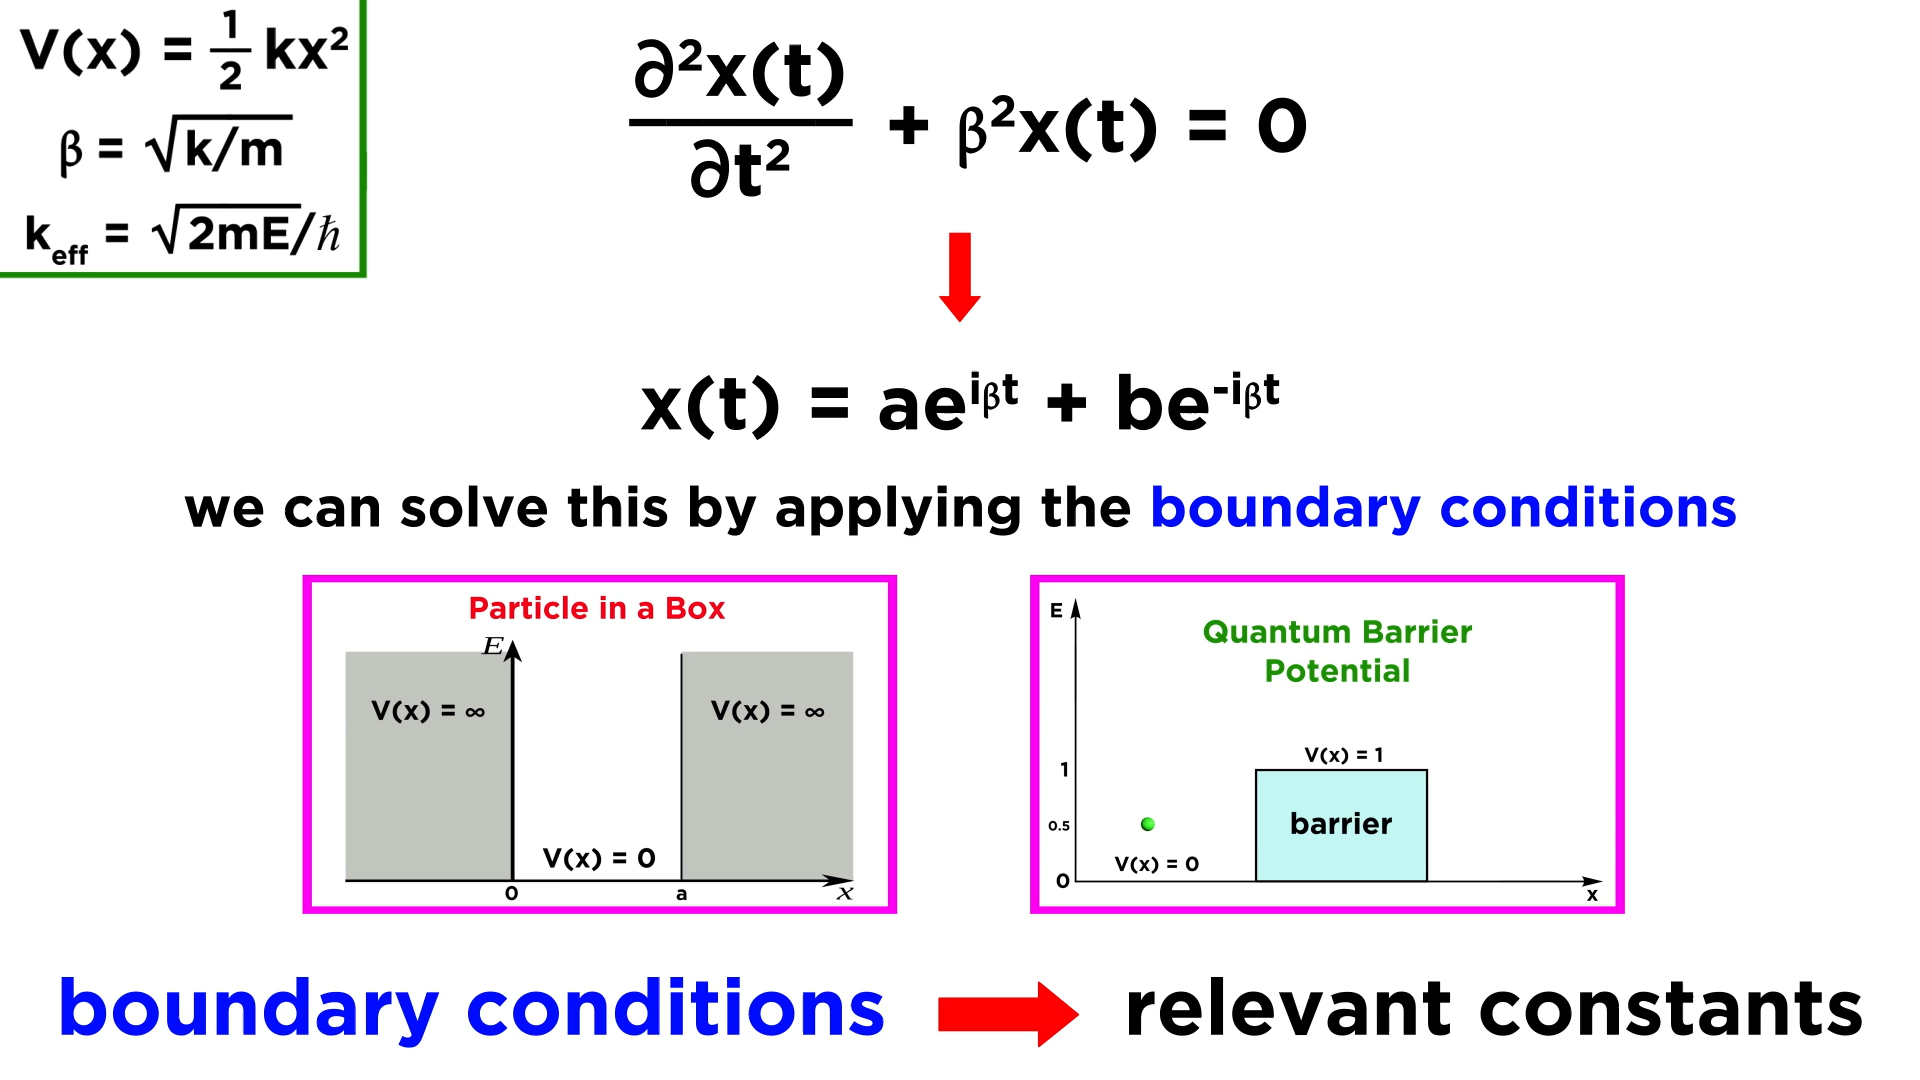 V(x) = 1/2 kx²
β = √k/m
k_eff = √2mE/ℏ
∂²x(t)/∂t² + β²x(t) = 0
x(t) = ae^iβt + be^-iβt
we can solve this by applying the boundary conditions
Particle in a Box
E
V(x) = ∞
V(x) = ∞
V(x) = 0
0
a
x
E
Quantum Barrier
Potential
V(x) = 1
1
barrier
0.5
V(x) = 0
0
x
boundary conditions
relevant constants